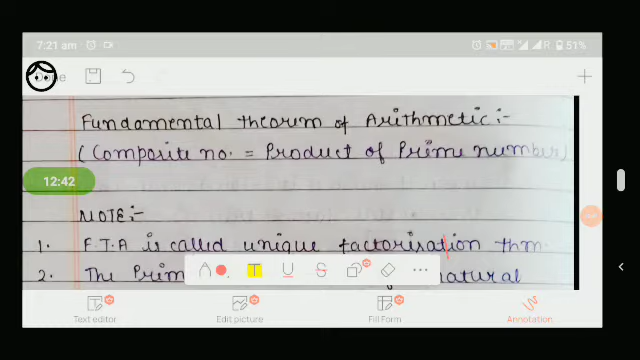 7:21 am
51%
Fundamental theorem of Arithmetic:-
(Composite no. = Product of Prime number)
12:42
NOTE:-
1. F.T.A is called unique factorisation thm.
2. The Prim natural
Text editor
Edit picture
Fill Form
Annotation